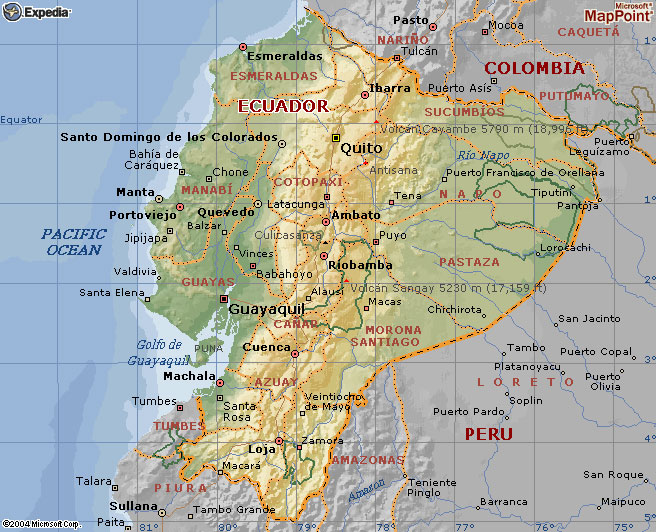 Expedia
Microsoft
MapPoint
Pasto
Mocoa
CAQUETÁ
1°
NARIÑO
Tulcán
Esmeraldas
COLOMBIA
ESMERALDAS
Ibarra
Puerto Asís
PUTUMAYO
ECUADOR
SUCUMBIOS
Equator
Volcán Cayambe 5790 m (18,996 ft)
0°
Santo Domingo de los Colorados
Quito
Puerto
Leguízamo
Bahía de
Caráquez
Río Napo
Chone
Antisana
Puerto Francisco de Orellana
COTOPAXI
Manta
MANABÍ
Tena
NAPO
Tiputini
1°
Latacunga
Pantoja
Portoviejo
Quevedo
Ambato
Balzar
Jipijapa
Culicasanza
Puyo
PACIFIC
OCEAN
Vinces
Lorocachi
Riobamba
PASTAZA
Valdivia
Babahoyo
GUAYAS
Alausí
Volcán Sangay 5230 m (17,159 ft)
2°
Santa Elena
Guayaquil
Macas
Chirichota
CAÑAR
San Jacinto
MORONA
SANTIAGO
Golfo de
Guayaquil
PUNÁ
Cuenca
Tambo
Puerto Copal
3°
Machala
AZUAY
Platanoyacu
Puerto
Olivia
LORETO
Tumbes
Santa
Rosa
Veintiocho
de Mayo
Soplin
Puerto Pardo
TUMBES
PERU
4°
Loja
Zamora
Macará
AMAZONAS
Talara
PIURA
Amazon
Teniente
Pinglo
San Roque
Sullana
Tambo Grande
Barranca
Maipuco
©2004 Microsoft Corp.
Paita
81°
80°
79°
78°
77°
76°
75°
5°